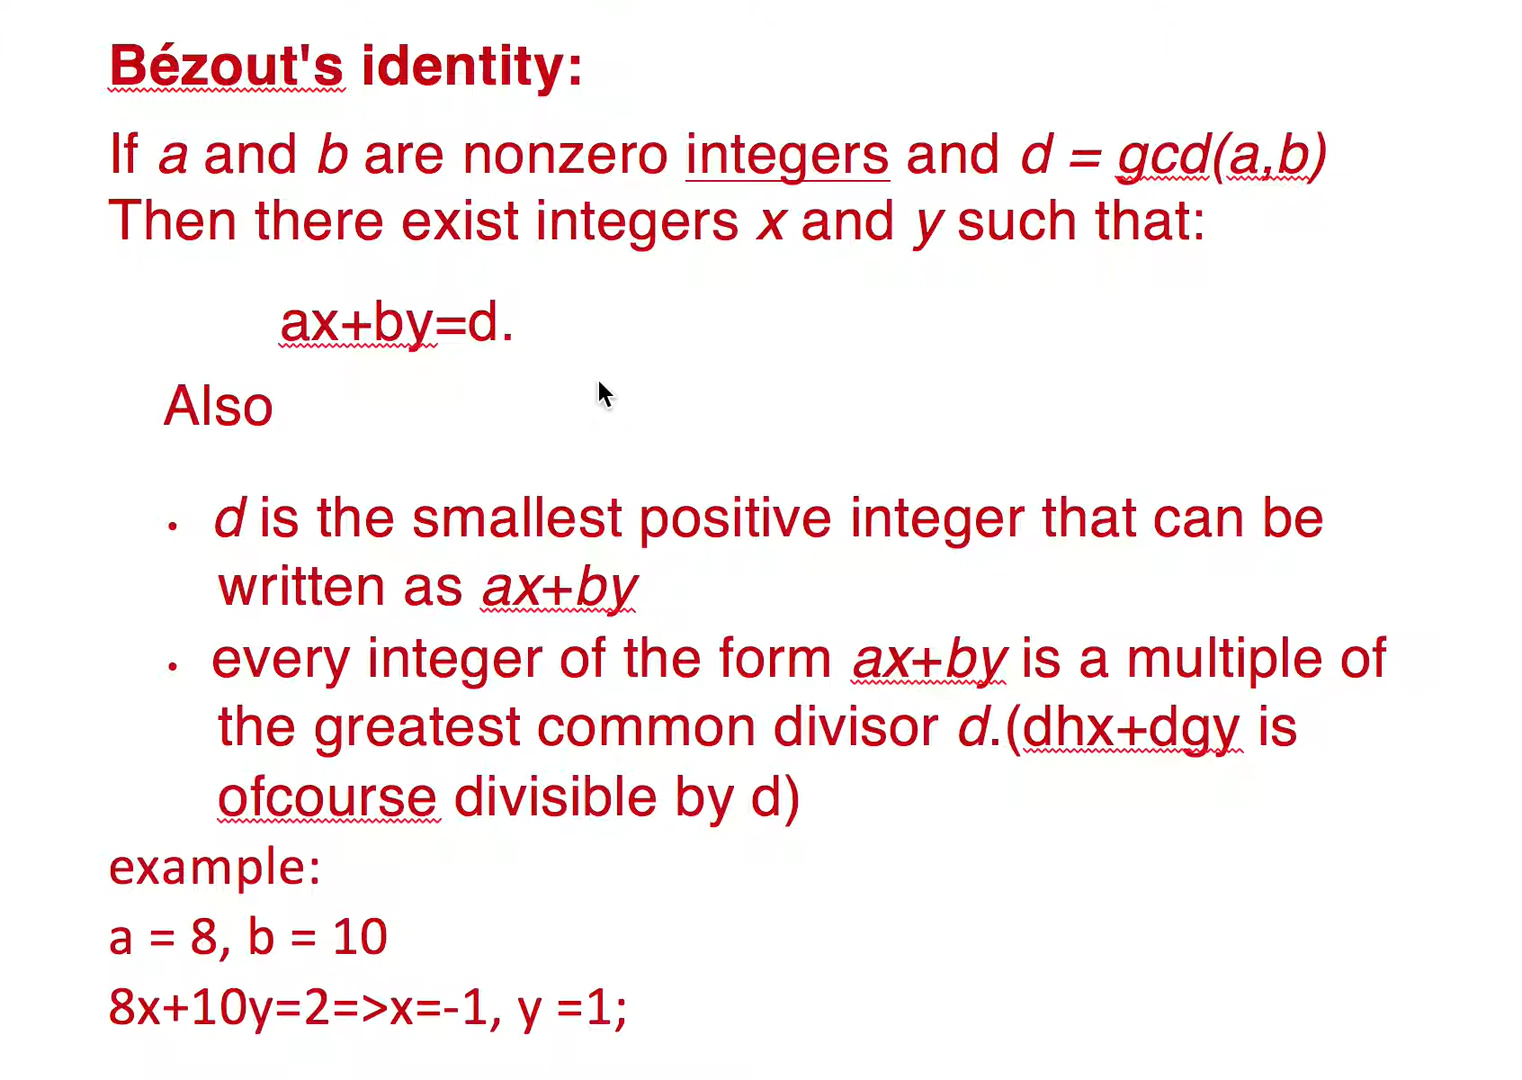 Bézout's identity:
If a and b are nonzero integers and d = gcd(a,b)
Then there exist integers x and y such that:
ax+by=d.
Also
• d is the smallest positive integer that can be
written as ax+by
• every integer of the form ax+by is a multiple of
the greatest common divisor d.(dhx+dgy is
ofcourse divisible by d)
example:
a = 8, b = 10
8x+10y=2=>x=-1, y =1;